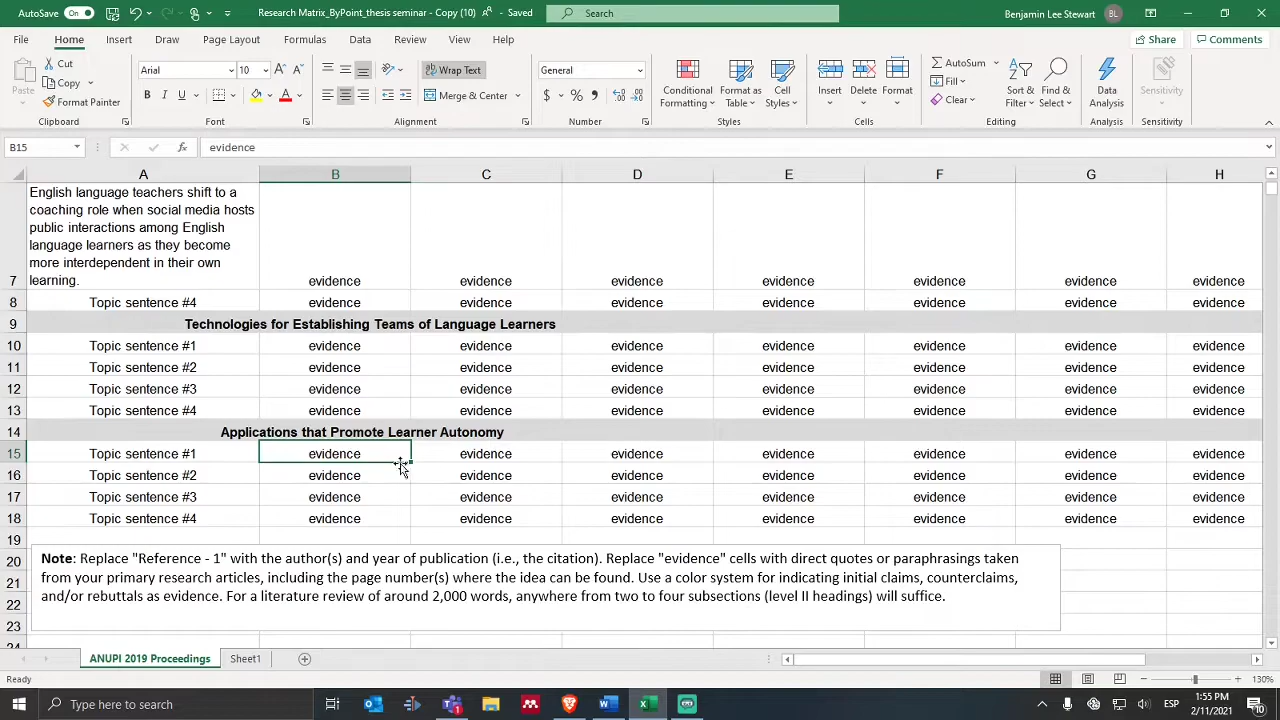 AutoSave On Research Matrix_ByPoint_thesis seminar - Copy (10) - Saved Search Benjamin Lee Stewart BL
File Home Insert Draw Page Layout Formulas Data Review View Help Share Comments
Paste Cut Copy Format Painter Clipboard
Arial 10 B I U A Font
Wrap Text Merge & Center Alignment
General $ % Number
Conditional Formatting Format as Table Cell Styles Styles
Insert Delete Format Cells
AutoSum Fill Clear Sort & Filter Find & Select Editing
Data Analysis Analysis
Sensitivity Sensitivity
B15 fx evidence
A B C D E F G H
English language teachers shift to a
coaching role when social media hosts
public interactions among English
language learners as they become
more interdependent in their own
7 learning. evidence evidence evidence evidence evidence evidence evidence
8 Topic sentence #4 evidence evidence evidence evidence evidence evidence evidence
9 Technologies for Establishing Teams of Language Learners
10 Topic sentence #1 evidence evidence evidence evidence evidence evidence evidence
11 Topic sentence #2 evidence evidence evidence evidence evidence evidence evidence
12 Topic sentence #3 evidence evidence evidence evidence evidence evidence evidence
13 Topic sentence #4 evidence evidence evidence evidence evidence evidence evidence
14 Applications that Promote Learner Autonomy
15 Topic sentence #1 evidence evidence evidence evidence evidence evidence evidence
16 Topic sentence #2 evidence evidence evidence evidence evidence evidence evidence
17 Topic sentence #3 evidence evidence evidence evidence evidence evidence evidence
18 Topic sentence #4 evidence evidence evidence evidence evidence evidence evidence
19
20 Note: Replace "Reference - 1" with the author(s) and year of publication (i.e., the citation). Replace "evidence" cells with direct quotes or paraphrasings taken
21 from your primary research articles, including the page number(s) where the idea can be found. Use a color system for indicating initial claims, counterclaims,
22 and/or rebuttals as evidence. For a literature review of around 2,000 words, anywhere from two to four subsections (level II headings) will suffice.
23
ANUPI 2019 Proceedings Sheet1
Ready 130%
Type here to search ESP 1:55 PM
2/11/2021